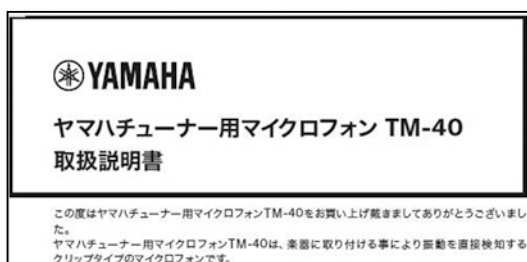 YAMAHA
ヤマハチューナー用マイクロフォン TM-40
取扱説明書
この度はヤマハチューナー用マイクロフォンTM-40をお買い上げ戴きましてありがとうございまし
た。
ヤマハチューナー用マイクロフォンTM-40は、楽器に取り付ける事により振動を直接検知する
クリップタイプのマイクロフォンです。